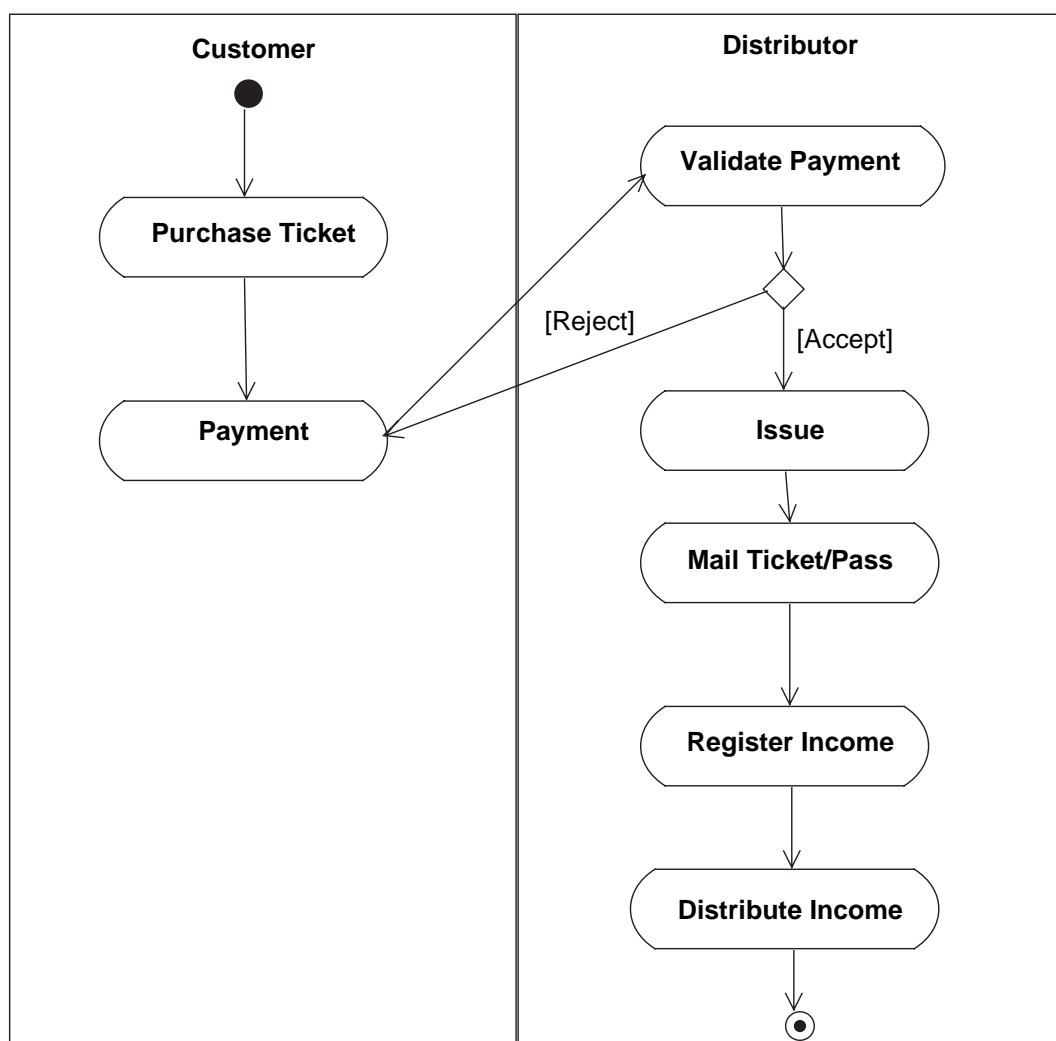 Customer
Distributor
Validate Payment
Purchase Ticket
[Reject]
[Accept]
Payment
Issue
Mail Ticket/Pass
Register Income
Distribute Income